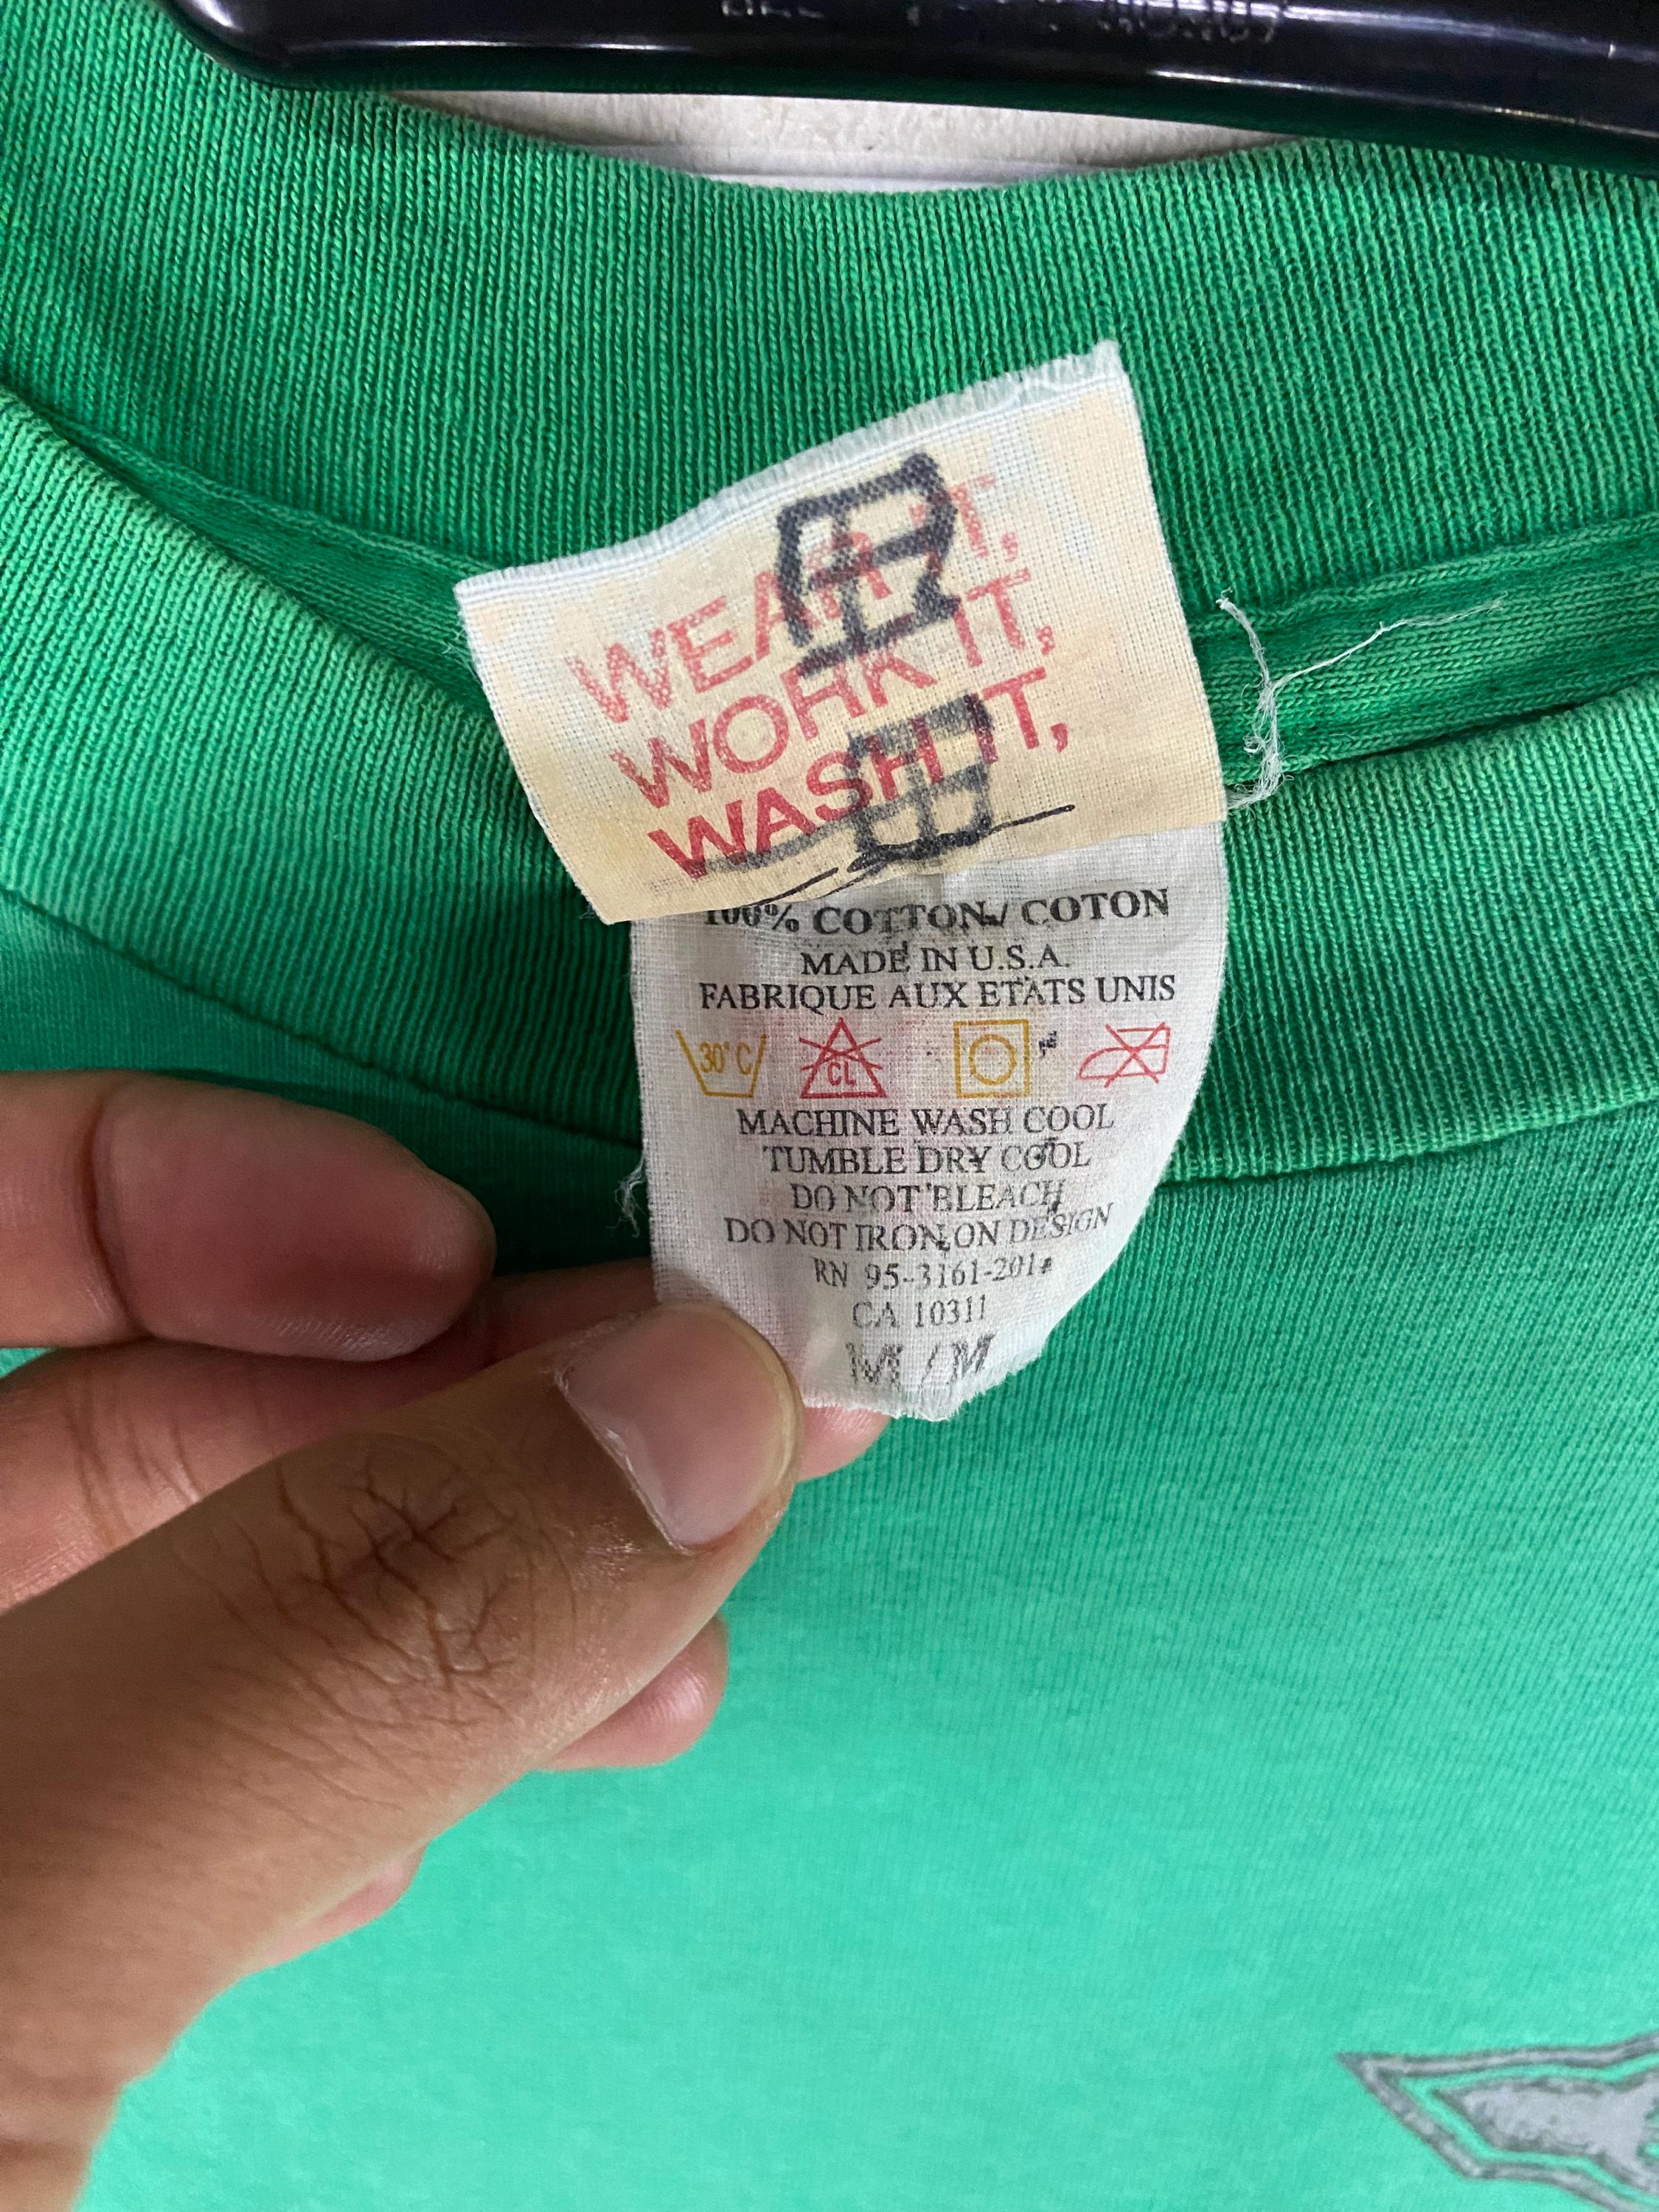 WEAR IT,
WORK IT,
WASH IT,
100% COTTON / COTON
MADE IN U.S.A.
FABRIQUE AUX ETATS UNIS
30°C CL
MACHINE WASH COOL
TUMBLE DRY COOL
DO NOT BLEACH
DO NOT IRON ON DESIGN
RN 95-3161-201#
CA 10311
M / M